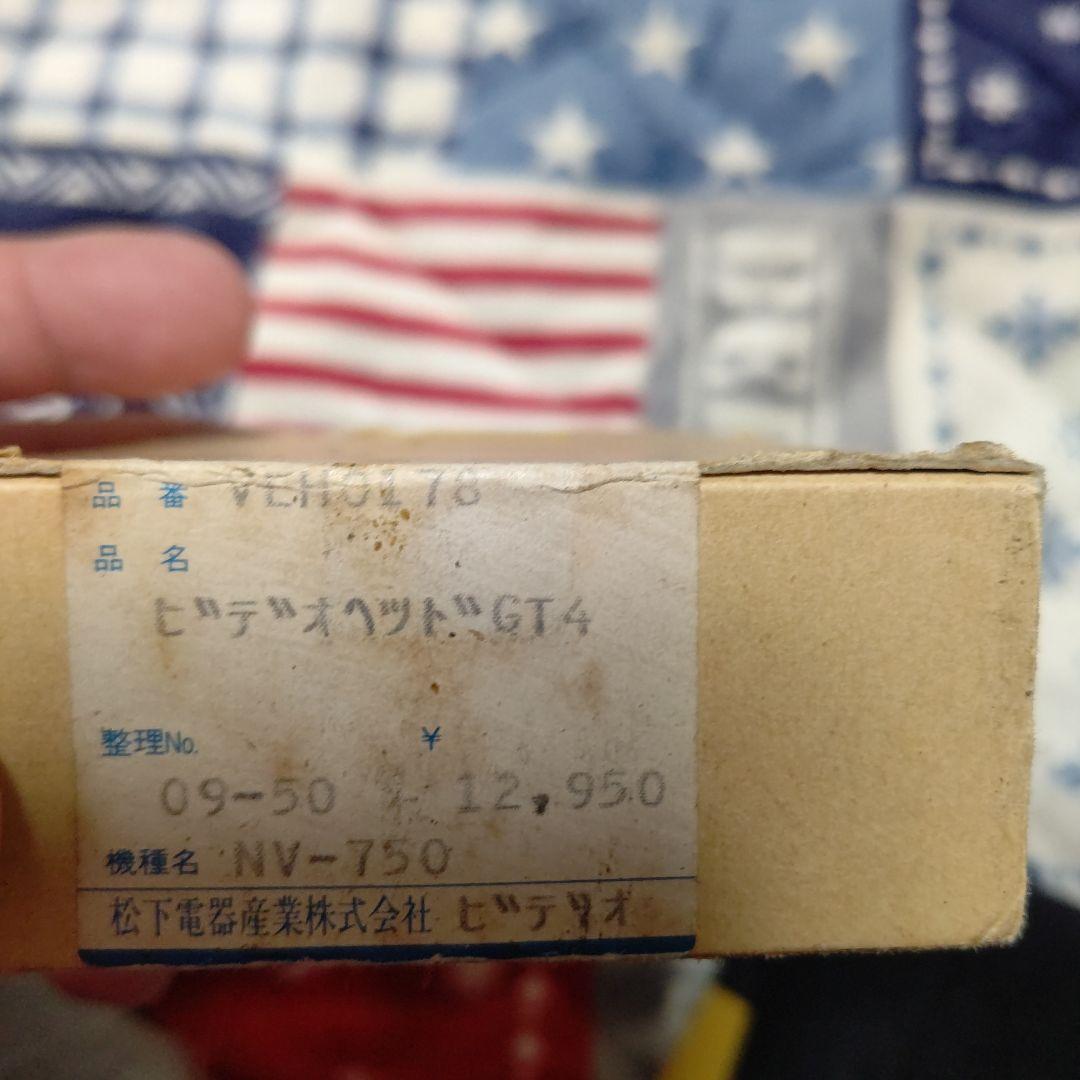 品 番 VEH0178
品 名
ビデオヘッドGT4
整理No. ¥
09-50 12,950
機種名 NV-750
松下電器産業株式会社 ビデオ